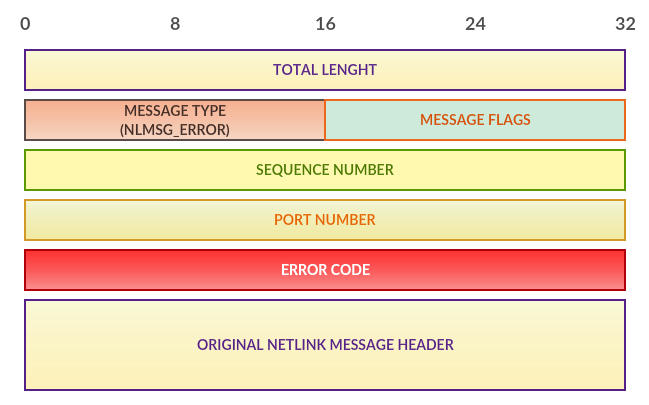 0 8 16 24 32
TOTAL LENGHT
MESSAGE TYPE
(NLMSG_ERROR)
MESSAGE FLAGS
SEQUENCE NUMBER
PORT NUMBER
ERROR CODE
ORIGINAL NETLINK MESSAGE HEADER